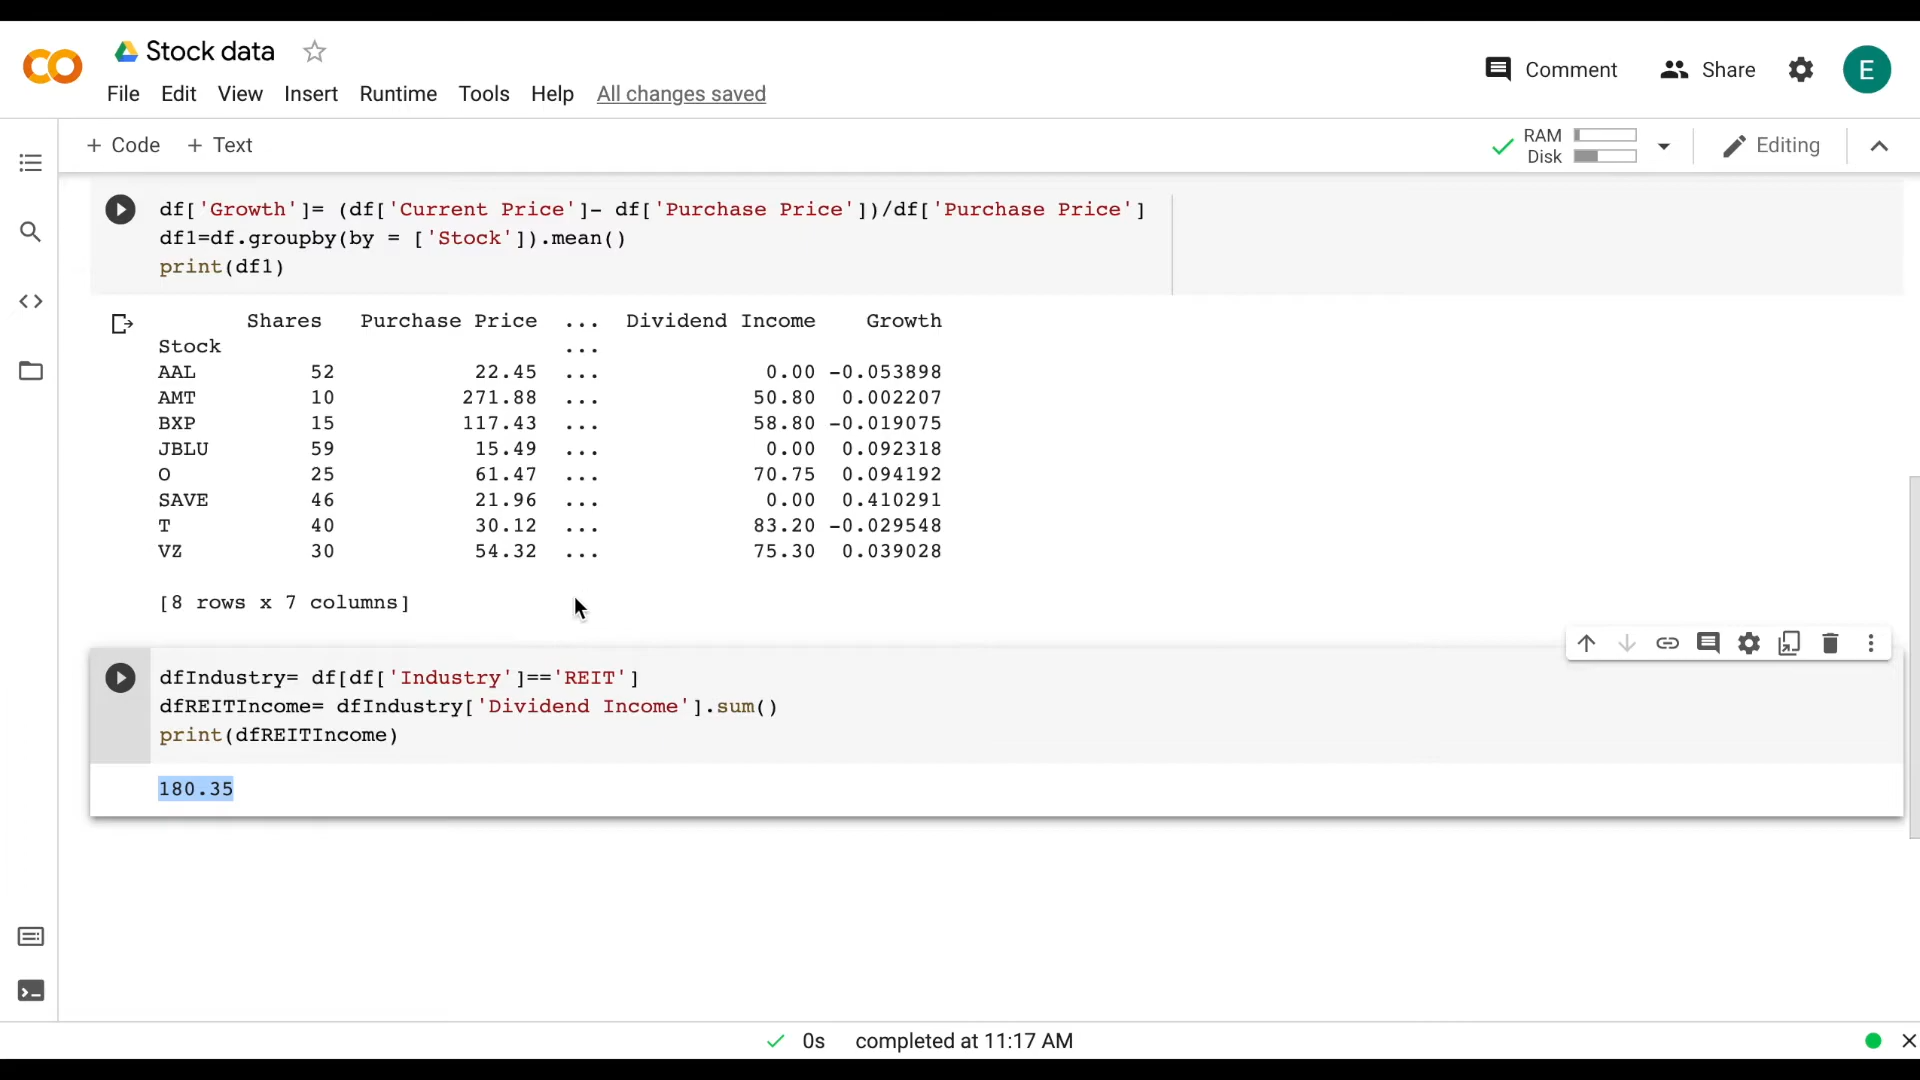 Stock data
File Edit View Insert Runtime Tools Help All changes saved
Comment Share E
+ Code + Text
RAM
Disk
Editing
df['Growth']= (df['Current Price']- df['Purchase Price'])/df['Purchase Price']
df1=df.groupby(by = ['Stock']).mean()
print(df1)
Shares Purchase Price ... Dividend Income Growth
Stock ...
AAL 52 22.45 ... 0.00 -0.053898
AMT 10 271.88 ... 50.80 0.002207
BXP 15 117.43 ... 58.80 -0.019075
JBLU 59 15.49 ... 0.00 0.092318
O 25 61.47 ... 70.75 0.094192
SAVE 46 21.96 ... 0.00 0.410291
T 40 30.12 ... 83.20 -0.029548
VZ 30 54.32 ... 75.30 0.039028
[8 rows x 7 columns]
dfIndustry= df[df['Industry']=='REIT']
dfREITIncome= dfIndustry['Dividend Income'].sum()
print(dfREITIncome)
180.35
0s completed at 11:17 AM